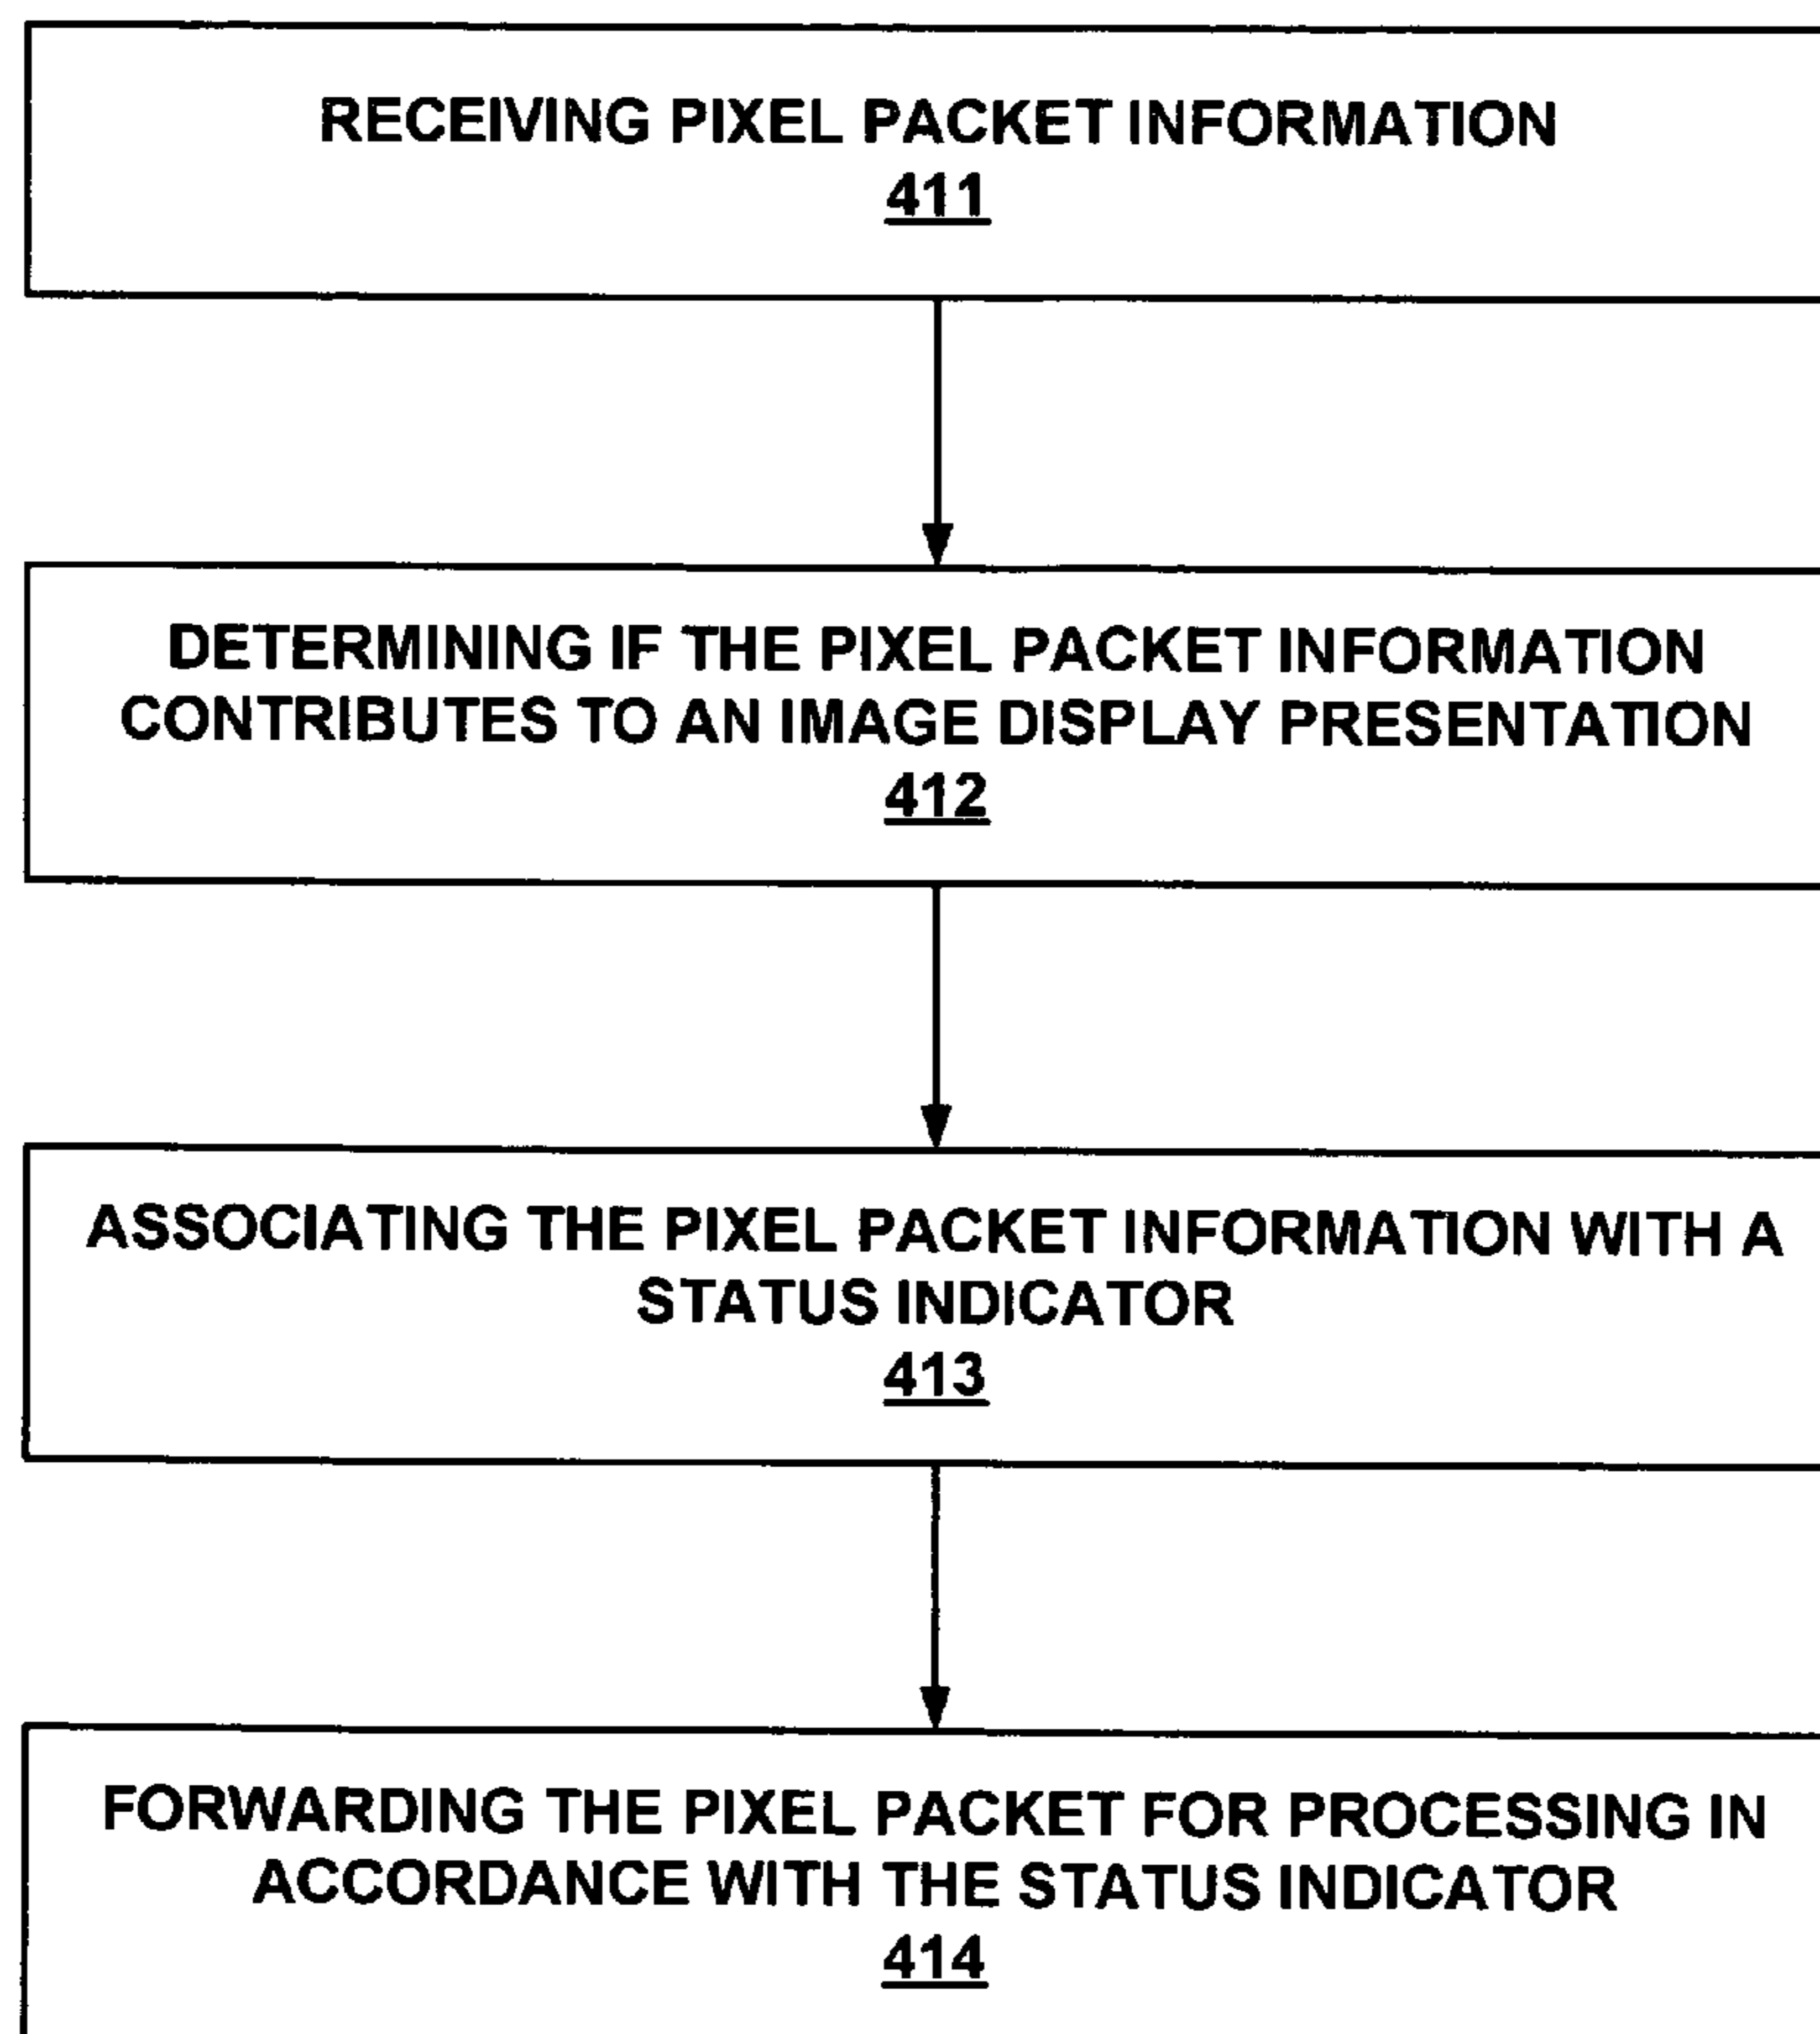 RECEIVING PIXEL PACKET INFORMATION
411
DETERMINING IF THE PIXEL PACKET INFORMATION
CONTRIBUTES TO AN IMAGE DISPLAY PRESENTATION
412
ASSOCIATING THE PIXEL PACKET INFORMATION WITH A
STATUS INDICATOR
413
FORWARDING THE PIXEL PACKET FOR PROCESSING IN
ACCORDANCE WITH THE STATUS INDICATOR
414